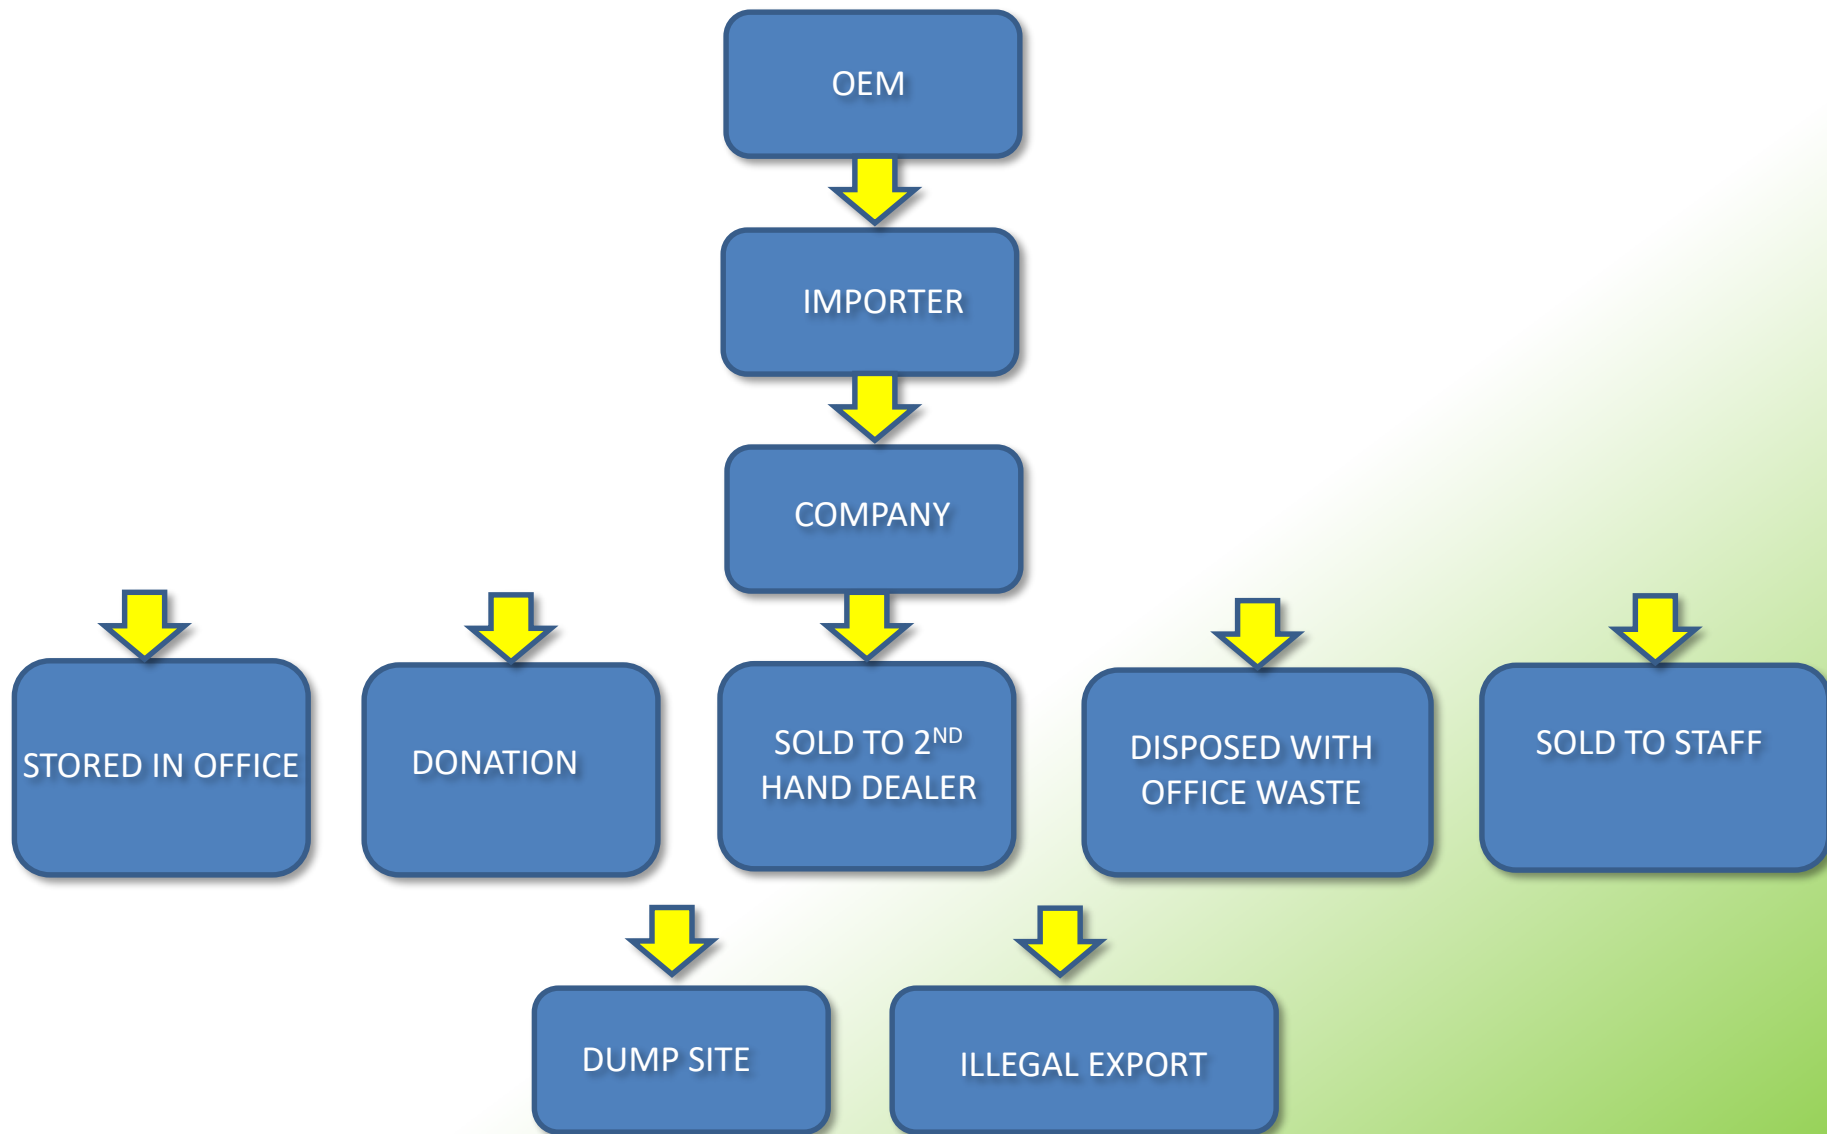 OEM
IMPORTER
COMPANY
STORED IN OFFICE
DONATION
SOLD TO 2ND
HAND DEALER
DISPOSED WITH
OFFICE WASTE
SOLD TO STAFF
DUMP SITE
ILLEGAL EXPORT